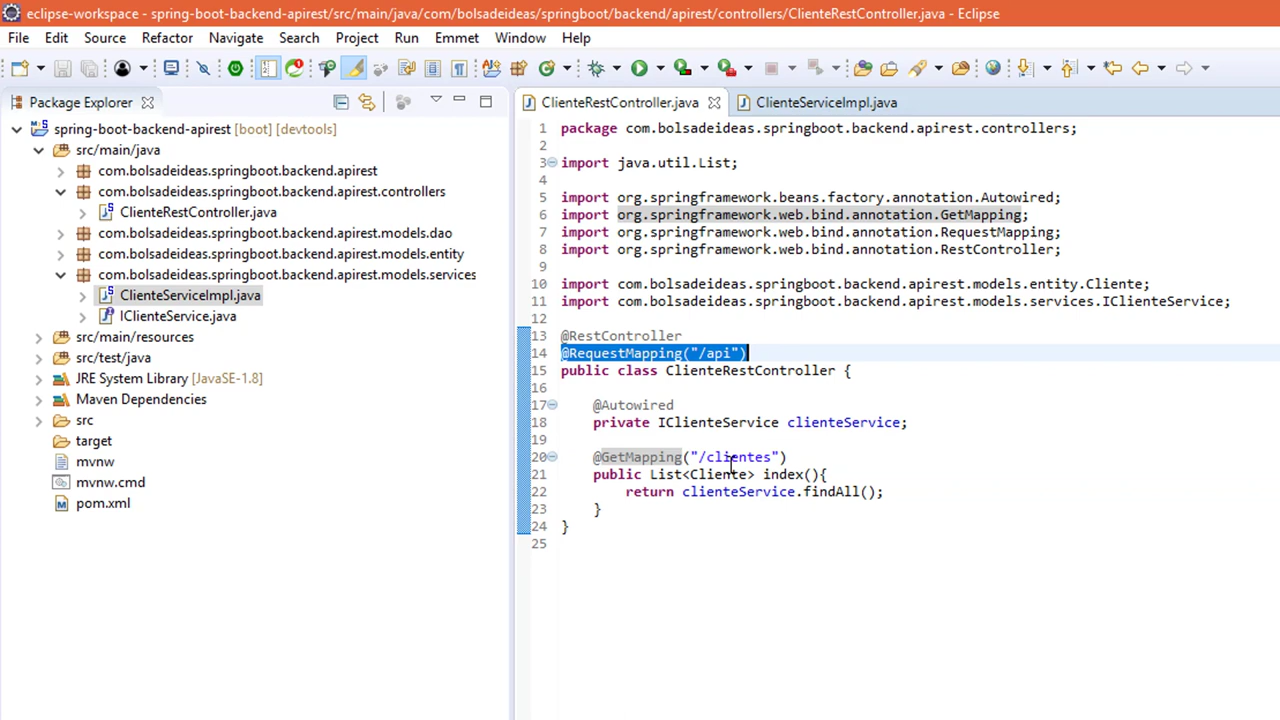 eclipse-workspace - spring-boot-backend-apirest/src/main/java/com/bolsadeideas/springboot/backend/apirest/controllers/ClienteRestController.java - Eclipse
File Edit Source Refactor Navigate Search Project Run Emmet Window Help
Package Explorer
spring-boot-backend-apirest [boot] [devtools]
src/main/java
com.bolsadeideas.springboot.backend.apirest
com.bolsadeideas.springboot.backend.apirest.controllers
ClienteRestController.java
com.bolsadeideas.springboot.backend.apirest.models.dao
com.bolsadeideas.springboot.backend.apirest.models.entity
com.bolsadeideas.springboot.backend.apirest.models.services
ClienteServiceImpl.java
IClienteService.java
src/main/resources
src/test/java
JRE System Library [JavaSE-1.8]
Maven Dependencies
src
target
mvnw
mvnw.cmd
pom.xml
ClienteRestController.java ClienteServiceImpl.java
1 package com.bolsadeideas.springboot.backend.apirest.controllers;
2
3 import java.util.List;
4
5 import org.springframework.beans.factory.annotation.Autowired;
6 import org.springframework.web.bind.annotation.GetMapping;
7 import org.springframework.web.bind.annotation.RequestMapping;
8 import org.springframework.web.bind.annotation.RestController;
9
10 import com.bolsadeideas.springboot.backend.apirest.models.entity.Cliente;
11 import com.bolsadeideas.springboot.backend.apirest.models.services.IClienteService;
12
13 @RestController
14 @RequestMapping("/api")
15 public class ClienteRestController {
16
17 @Autowired
18 private IClienteService clienteService;
19
20 @GetMapping("/clientes")
21 public List<Cliente> index(){
22 return clienteService.findAll();
23 }
24 }
25